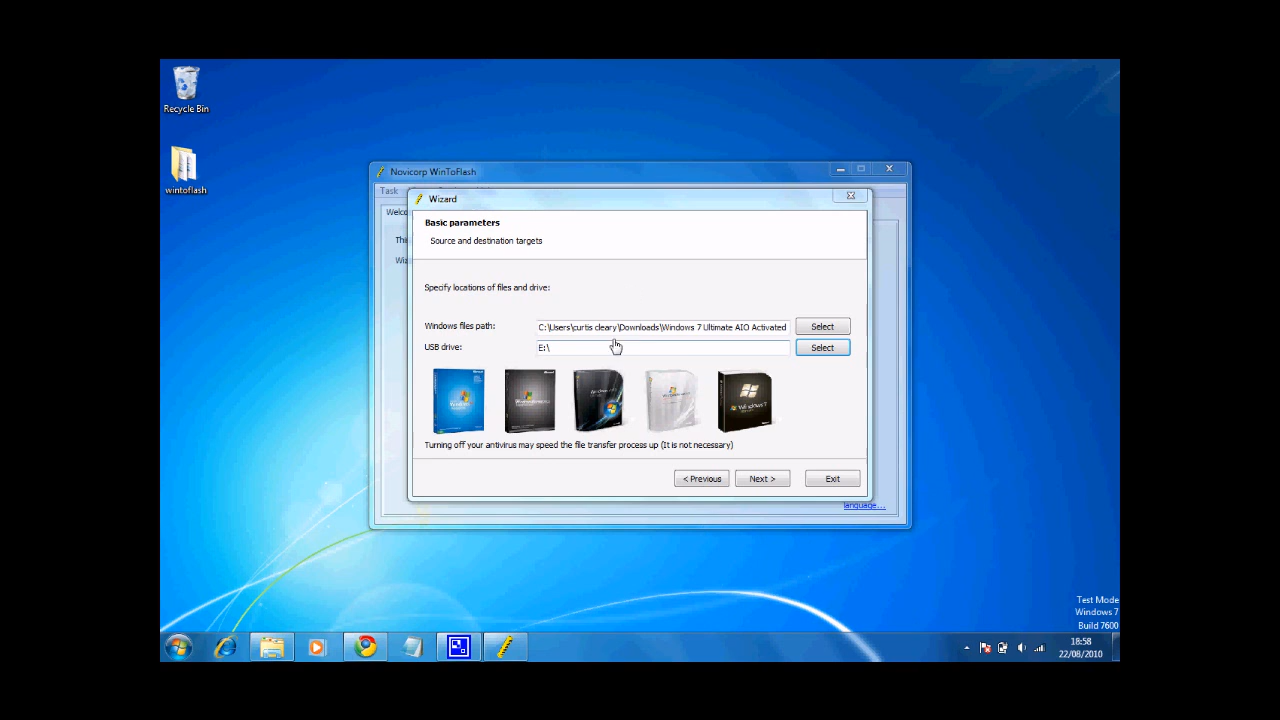 Recycle Bin
wintoflash
Novicorp WinToFlash
Task
Welco
Wizard
Basic parameters
Source and destination targets
Thi
Wiz
Specify locations of files and drive:
Windows files path: C:\Users\curtis cleary\Downloads\Windows 7 Ultimate AIO Activated Select
USB drive: E:\ Select
Turning off your antivirus may speed the file transfer process up (It is not necessary)
< Previous Next > Exit
language...
Test Mode
Windows 7
Build 7600
18:58
22/08/2010